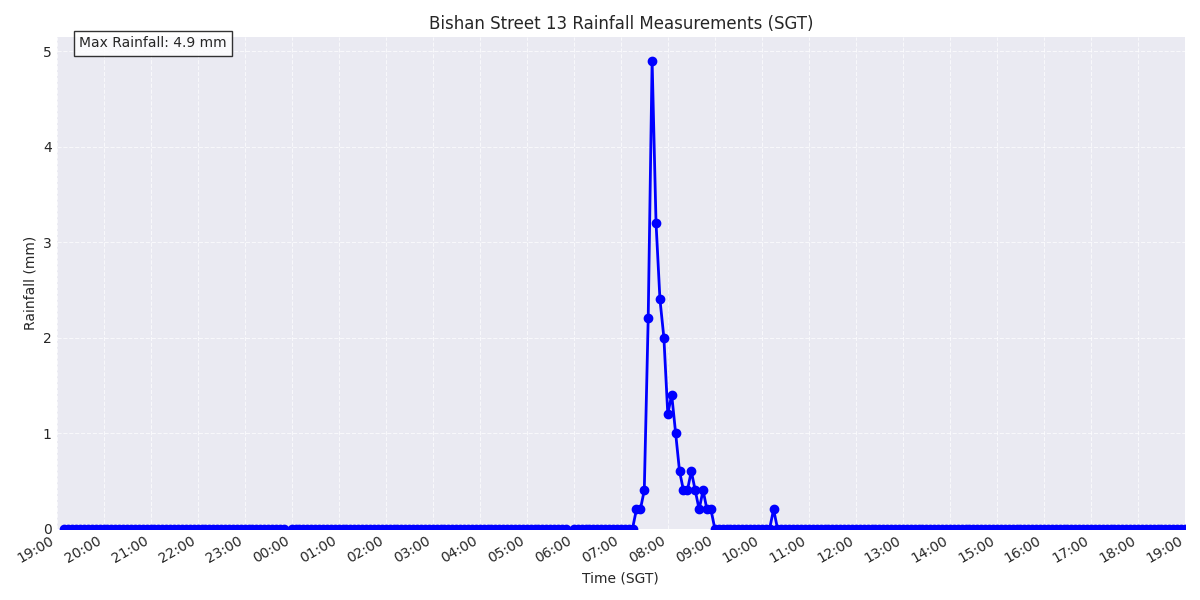 Bishan Street 13 Rainfall Measurements (SGT)
Max Rainfall: 4.9 mm
5
4
3
2
1
0
Rainfall (mm)
19:00 20:00 21:00 22:00 23:00 00:00 01:00 02:00 03:00 04:00 05:00 06:00 07:00 08:00 09:00 10:00 11:00 12:00 13:00 14:00 15:00 16:00 17:00 18:00 19:00
Time (SGT)